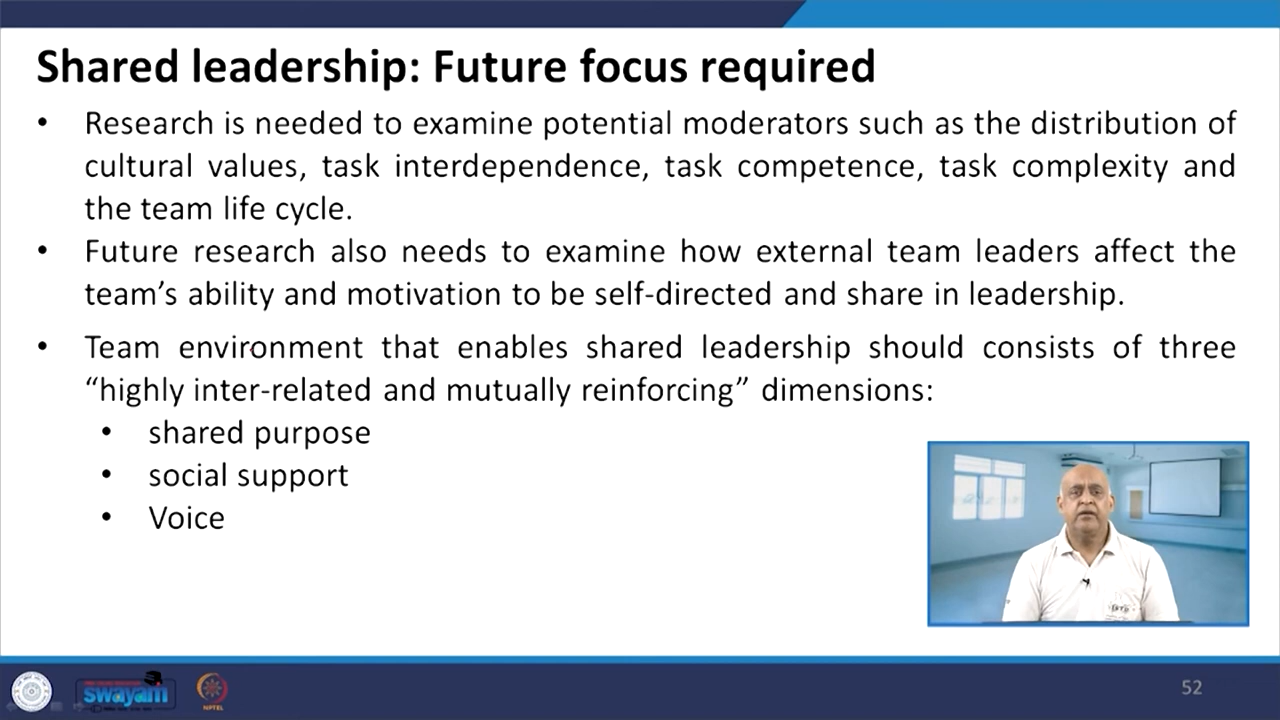 Shared leadership: Future focus required
• Research is needed to examine potential moderators such as the distribution of
cultural values, task interdependence, task competence, task complexity and
the team life cycle.
• Future research also needs to examine how external team leaders affect the
team’s ability and motivation to be self-directed and share in leadership.
• Team environment that enables shared leadership should consists of three
“highly inter-related and mutually reinforcing” dimensions:
• shared purpose
• social support
• Voice
swayam
NPTEL
52